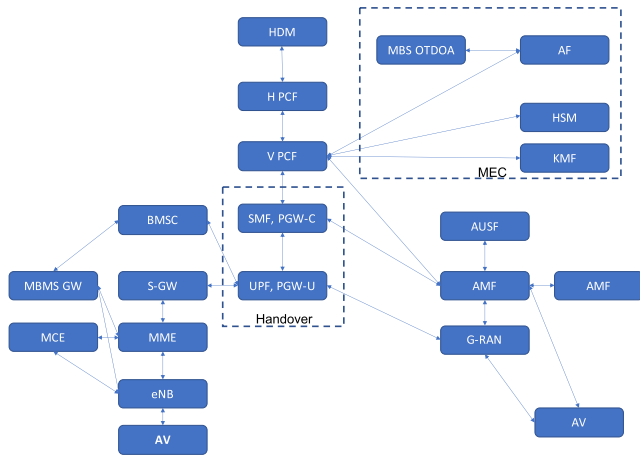 HDM
MBS OTDOA
AF
H PCF
HSM
V PCF
KMF
MEC
BMSC
SMF, PGW-C
AUSF
MBMS GW
S-GW
UPF, PGW-U
AMF
AMF
Handover
MCE
MME
G-RAN
eNB
AV
AV